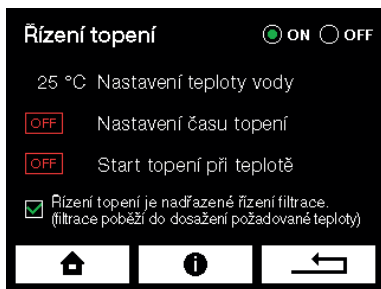 Řízení topení ON OFF
25 °C Nastavení teploty vody
OFF Nastavení času topení
OFF Start topení při teplotě
Řízení topení je nadřazené řízení filtrace.
(filtrace poběží do dosažení požadované teploty)